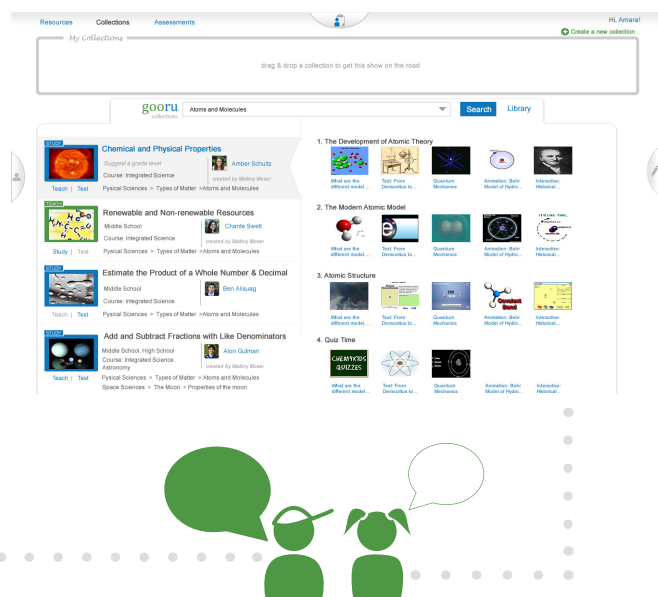 Resources Collections Assessments
Hi, Amara!
Create a new collection
My Collections
drag & drop a collection to get this show on the road
gooru
collections
Atoms and Molecules
Search Library
STUDY
Chemical and Physical Properties
Suggest a grade level
Course: Integrated Science
Amber Schultz
created by Mallory Moser
Teach | Test
Pysical Sciences > Types of Matter >Atoms and Molecules
TEACH
Renewable and Non-renewable Resources
Middle School
Course: Integrated Science
Chante Swett
created by Mallory Moser
Study | Test
Pysical Sciences > Types of Matter >Atoms and Molecules
STUDY
Estimate the Product of a Whole Number & Decimal
Middle School
Course: Integrated Science
Ben Alisuag
Teach | Test
Pysical Sciences > Types of Matter >Atoms and Molecules
STUDY
Add and Subtract Fractions with Like Denominators
Middle School, High School
Course: Integrated Science,
Astronomy
Alon Gutman
created by Mallory Moser
Teach | Test
Pysical Sciences > Types of Matter >Atoms and Molecules
Space Sciences > The Moon > Properties of the moon
1. The Development of Atomic Theory
What are the different model...
Text: From Democritus to...
Quantum Mechanics
Animation: Bohr Model of Hydro...
Interactive: Historical...
2. The Modern Atomic Model
What are the different model...
Text: From Democritus to...
Quantum Mechanics
Animation: Bohr Model of Hydro...
Interactive: Historical...
3. Atomic Structure
Covalent
Bond
What are the different model...
Text: From Democritus to...
Quantum Mechanics
Animation: Bohr Model of Hydro...
Interactive: Historical...
4. Quiz Time
CHEM4KIDS
QUIZZES
What are the different model...
Text: From Democritus to...
Quantum Mechanics
Animation: Bohr Model of Hydro...
Interactive: Historical...